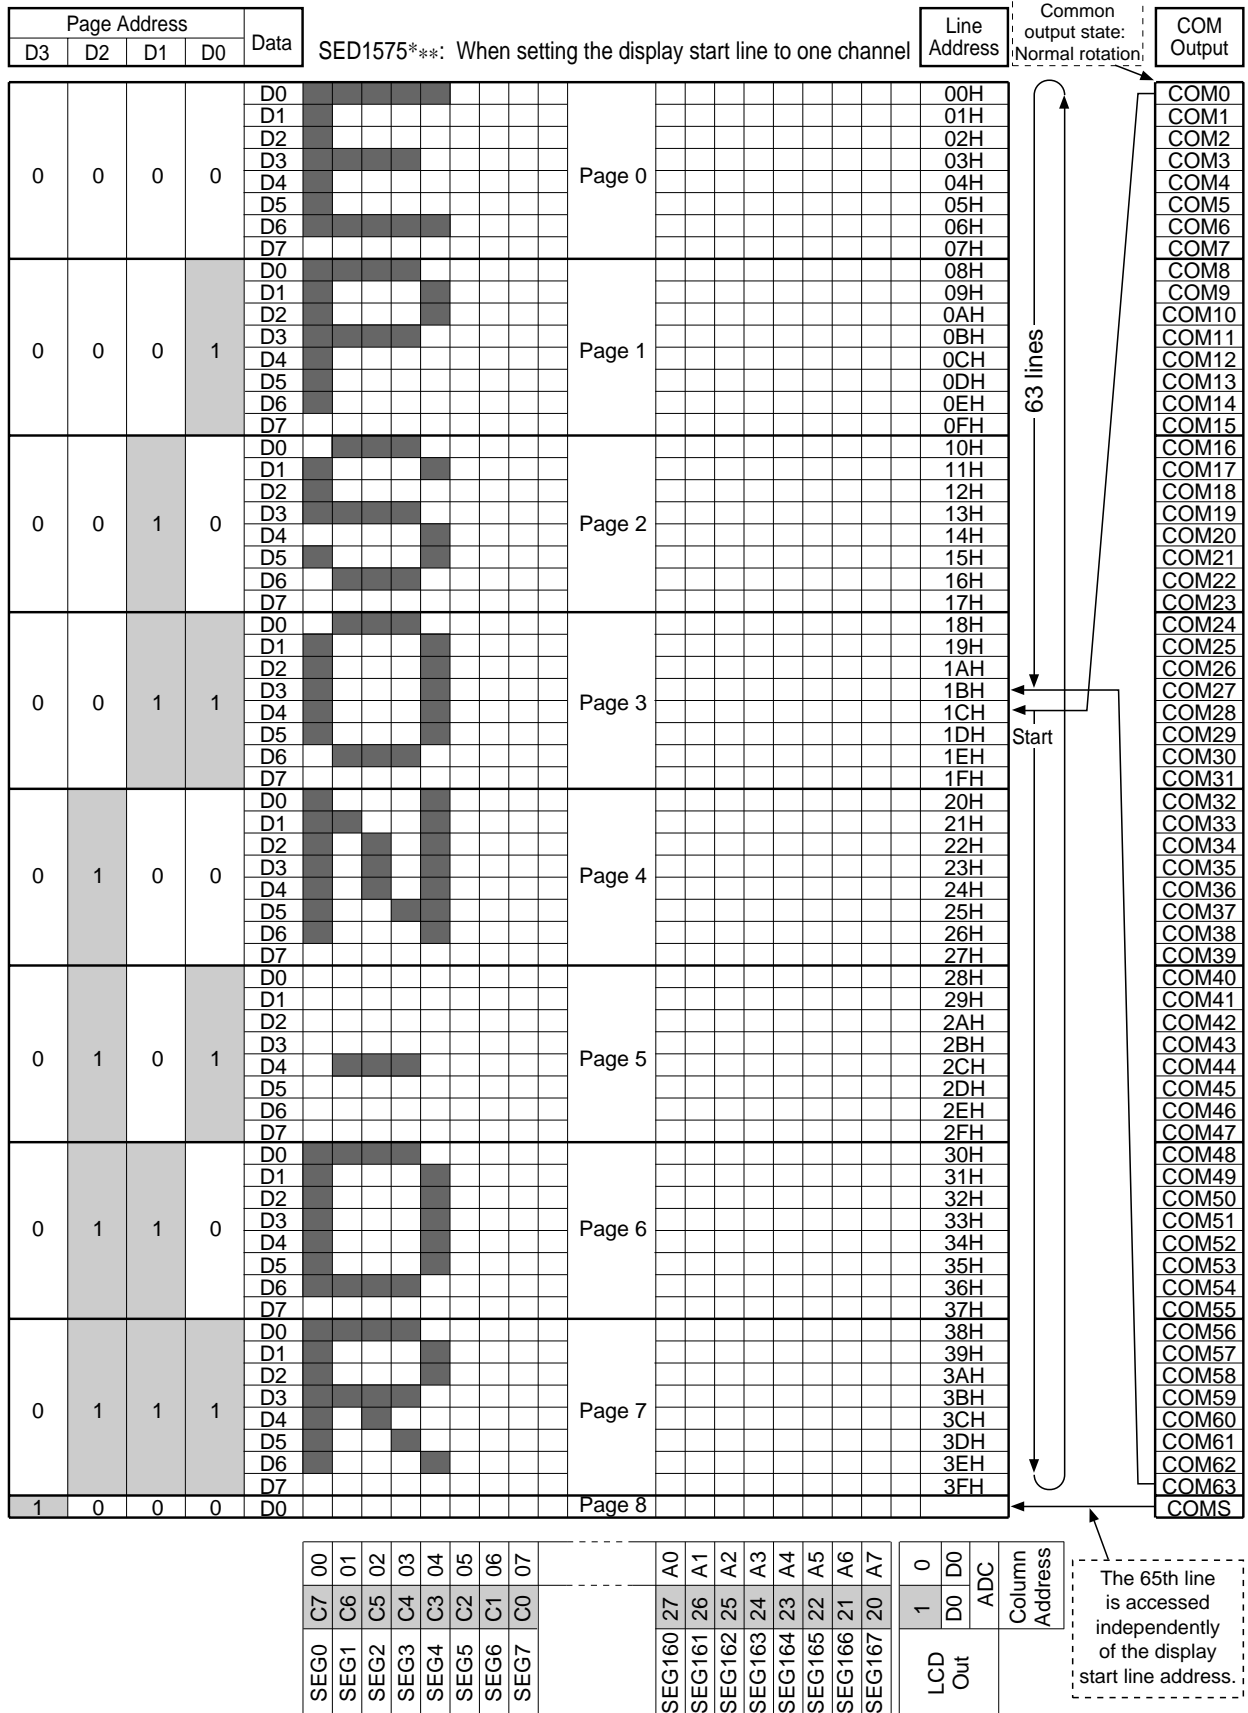 Page Address
D3 D2 D1 D0 Data
SED1575***: When setting the display start line to one channel
Line Address
Common output state: Normal rotation
COM Output
0 0 0 0 Page 0
D0 00H COM0
D1 01H COM1
D2 02H COM2
D3 03H COM3
D4 04H COM4
D5 05H COM5
D6 06H COM6
D7 07H COM7
0 0 0 1 Page 1
D0 08H COM8
D1 09H COM9
D2 0AH COM10
D3 0BH COM11
D4 0CH COM12
D5 0DH COM13
D6 0EH COM14
D7 0FH COM15
63 lines
0 0 1 0 Page 2
D0 10H COM16
D1 11H COM17
D2 12H COM18
D3 13H COM19
D4 14H COM20
D5 15H COM21
D6 16H COM22
D7 17H COM23
0 0 1 1 Page 3
D0 18H COM24
D1 19H COM25
D2 1AH COM26
D3 1BH COM27
D4 1CH COM28
D5 1DH Start COM29
D6 1EH COM30
D7 1FH COM31
0 1 0 0 Page 4
D0 20H COM32
D1 21H COM33
D2 22H COM34
D3 23H COM35
D4 24H COM36
D5 25H COM37
D6 26H COM38
D7 27H COM39
0 1 0 1 Page 5
D0 28H COM40
D1 29H COM41
D2 2AH COM42
D3 2BH COM43
D4 2CH COM44
D5 2DH COM45
D6 2EH COM46
D7 2FH COM47
0 1 1 0 Page 6
D0 30H COM48
D1 31H COM49
D2 32H COM50
D3 33H COM51
D4 34H COM52
D5 35H COM53
D6 36H COM54
D7 37H COM55
0 1 1 1 Page 7
D0 38H COM56
D1 39H COM57
D2 3AH COM58
D3 3BH COM59
D4 3CH COM60
D5 3DH COM61
D6 3EH COM62
D7 3FH COM63
1 0 0 0 D0 Page 8 COMS
00 01 02 03 04 05 06 07 A0 A1 A2 A3 A4 A5 A6 A7 0 D0
C7 C6 C5 C4 C3 C2 C1 C0 27 26 25 24 23 22 21 20 1 D0
ADC
Column Address
SEG0 SEG1 SEG2 SEG3 SEG4 SEG5 SEG6 SEG7 SEG160 SEG161 SEG162 SEG163 SEG164 SEG165 SEG166 SEG167
LCD Out
The 65th line
is accessed
independently
of the display
start line address.